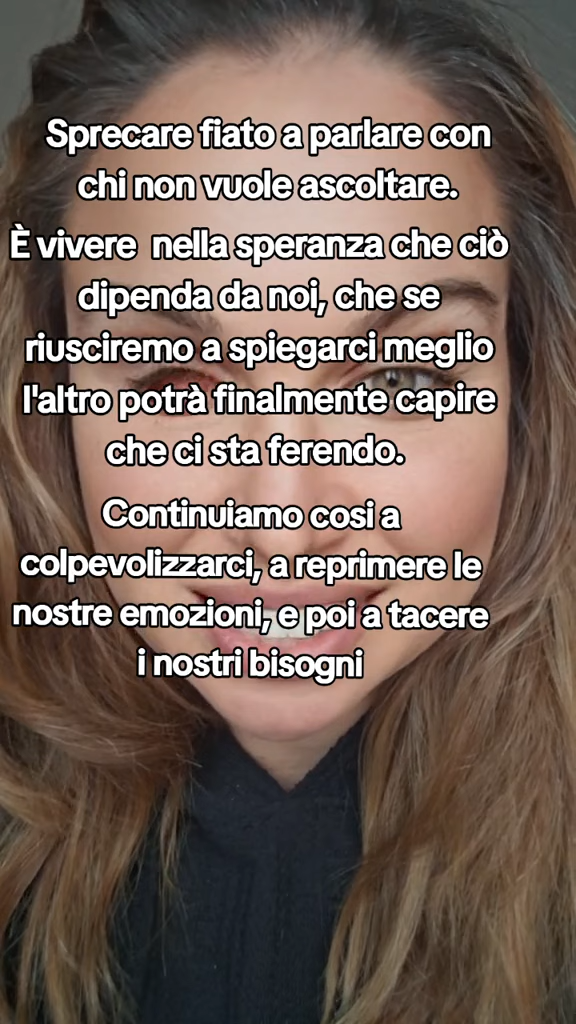 Sprecare fiato a parlare con
chi non vuole ascoltare.
È vivere nella speranza che ciò
dipenda da noi, che se
riusciremo a spiegarci meglio
l'altro potrà finalmente capire
che ci sta ferendo.
Continuiamo cosi a
colpevolizzarci, a reprimere le
nostre emozioni, e poi a tacere
i nostri bisogni